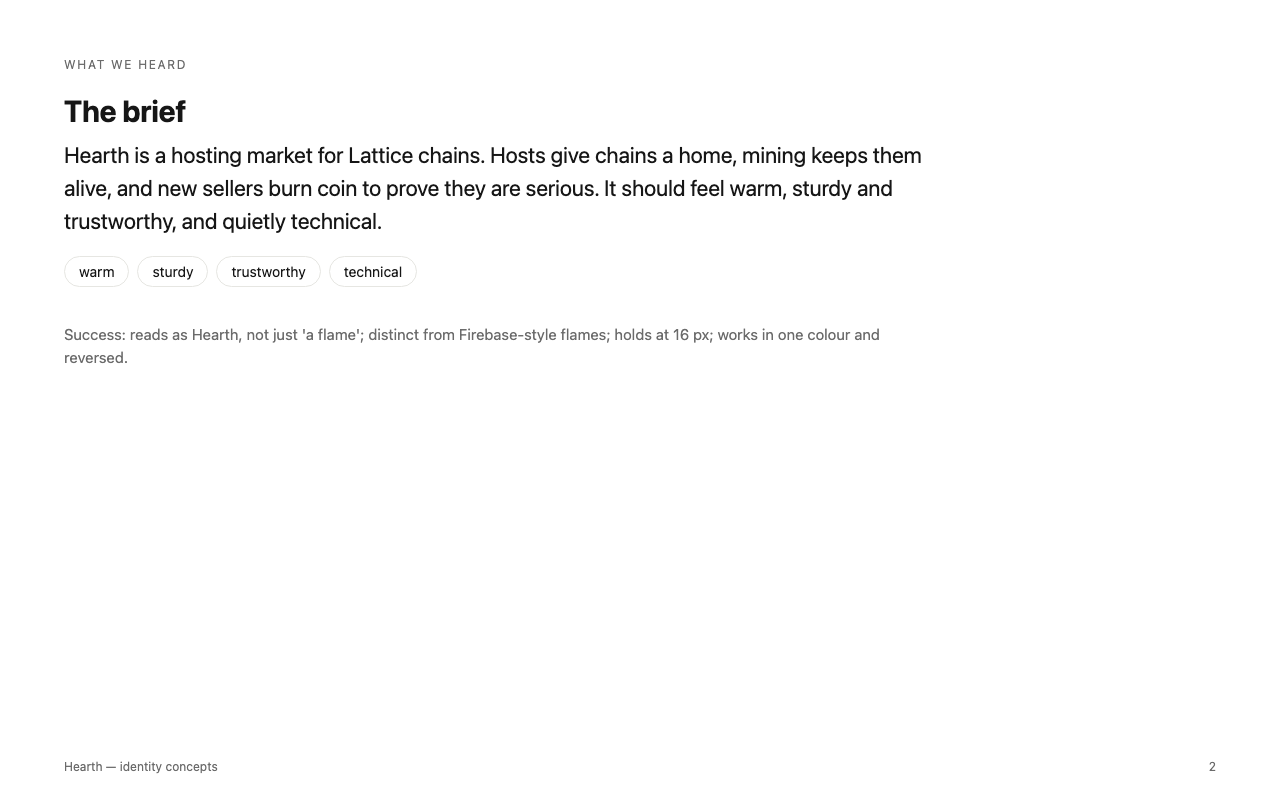 WHAT WE HEARD
The brief
Hearth is a hosting market for Lattice chains. Hosts give chains a home, mining keeps them
alive, and new sellers burn coin to prove they are serious. It should feel warm, sturdy and
trustworthy, and quietly technical.
warm sturdy trustworthy technical
Success: reads as Hearth, not just 'a flame'; distinct from Firebase-style flames; holds at 16 px; works in one colour and
reversed.
Hearth — identity concepts 2